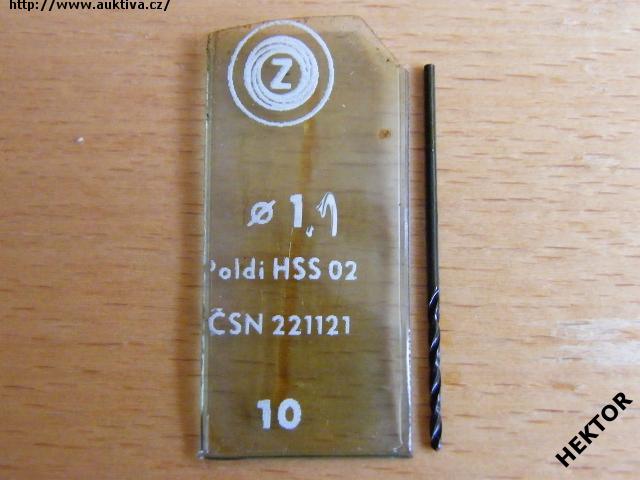 http://www.auktiva.cz/
Z
ø 1,1
Poldi HSS 02
ČSN 221121
10
HEKTOR